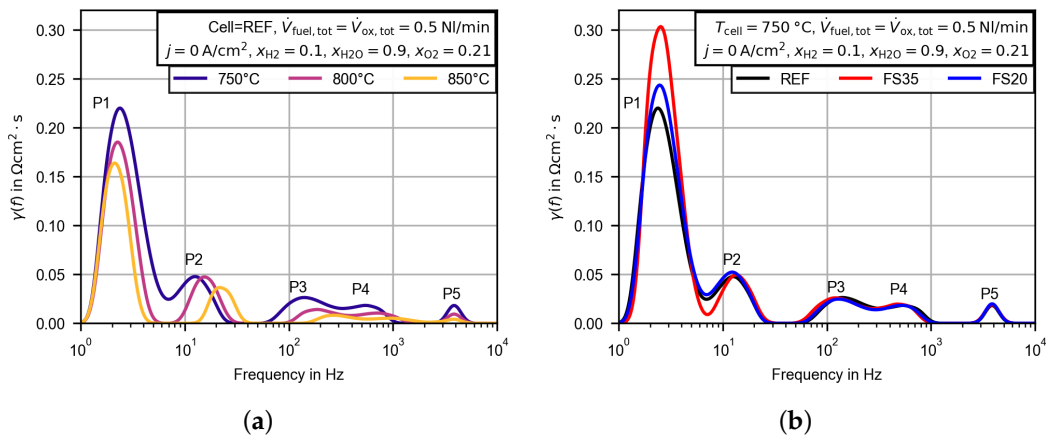 Cell=REF, V̇fuel, tot = V̇ox, tot = 0.5 Nl/min
j = 0 A/cm², xH2 = 0.1, xH2O = 0.9, xO2 = 0.21
750°C 800°C 850°C
0.30
0.25
0.20
0.15
0.10
0.05
0.00
γ(f) in Ωcm² · s
P1
P2
P3
P4
P5
10⁰ 10¹ 10² 10³ 10⁴
Frequency in Hz
(a)
Tcell = 750 °C, V̇fuel, tot = V̇ox, tot = 0.5 Nl/min
j = 0 A/cm², xH2 = 0.1, xH2O = 0.9, xO2 = 0.21
REF FS35 FS20
0.30
0.25
0.20
0.15
0.10
0.05
0.00
γ(f) in Ωcm² · s
P1
P2
P3
P4
P5
10⁰ 10¹ 10² 10³ 10⁴
Frequency in Hz
(b)